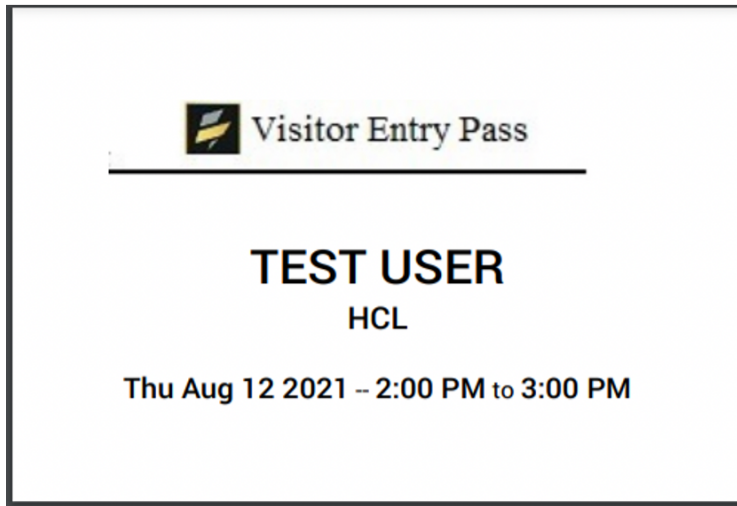 Visitor Entry Pass
TEST USER
HCL
Thu Aug 12 2021 -- 2:00 PM to 3:00 PM